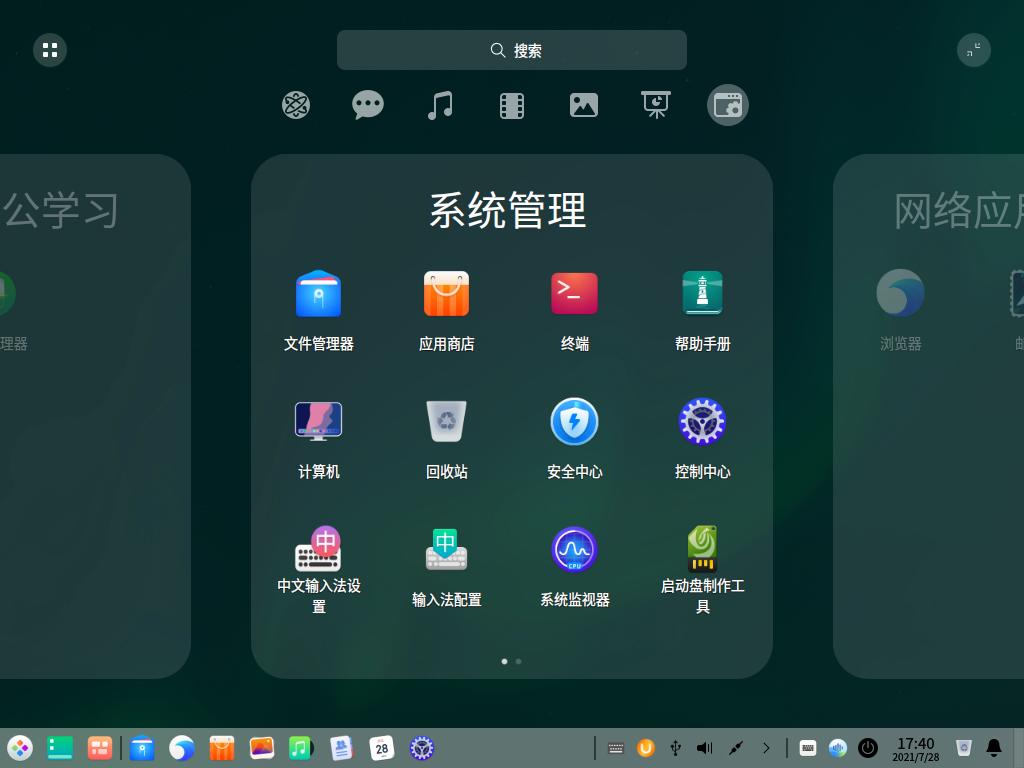 搜索
公学习
系统管理
网络应用
文件管理器
应用商店
终端
帮助手册
理器
浏览器
邮
计算机
回收站
安全中心
控制中心
中文输入法设
置
输入法配置
系统监视器
启动盘制作工
具
中
中
CPU
28
17:40
2021/7/28